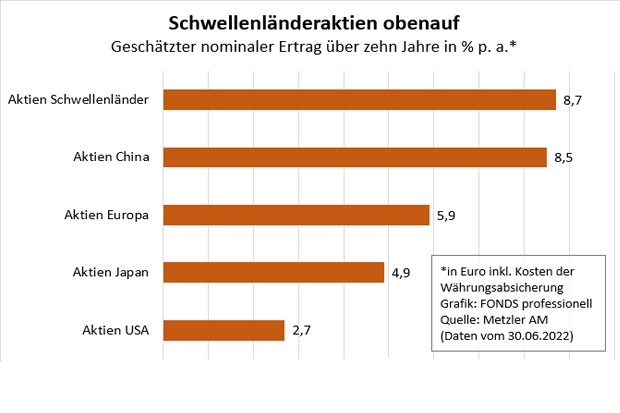 Schwellenländeraktien obenauf
Geschätzter nominaler Ertrag über zehn Jahre in % p. a.*
Aktien Schwellenländer 8,7
Aktien China 8,5
Aktien Europa 5,9
Aktien Japan 4,9
Aktien USA 2,7
*in Euro inkl. Kosten der
Währungsabsicherung
Grafik: FONDS professionell
Quelle: Metzler AM
(Daten vom 30.06.2022)